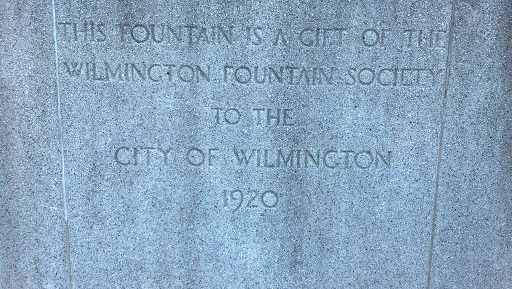 THIS FOUNTAIN IS A GIFT OF THE
WILMINGTON FOUNTAIN SOCIETY
TO THE
CITY OF WILMINGTON
1920